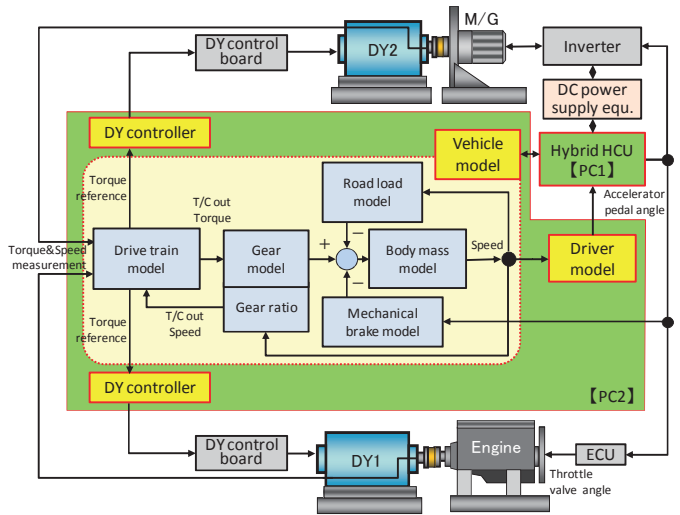 M/G
DY control
board
DY2
Inverter
DC power
supply equ.
DY controller
Vehicle
model
Hybrid HCU
【PC1】
Torque
reference
T/C out
Torque
Road load
model
Accelerator
pedal angle
Torque&Speed
measurement
Drive train
model
Gear
model
+
−
−
Body mass
model
Speed
Driver
model
T/C out
Speed
Gear ratio
Mechanical
brake model
Torque
reference
DY controller
【PC2】
DY control
board
DY1
Engine
ECU
Throttle
valve angle